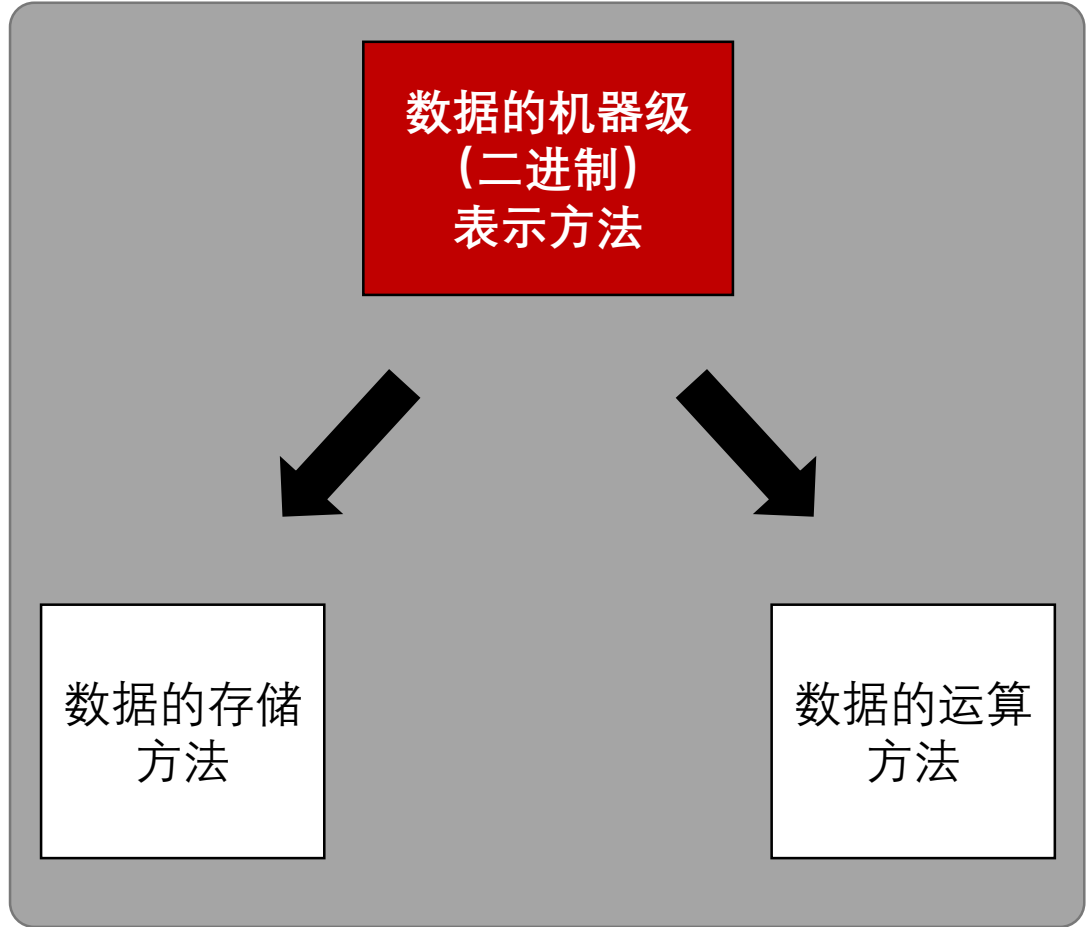 数据的机器级
(二进制)
表示方法
数据的存储
方法
数据的运算
方法